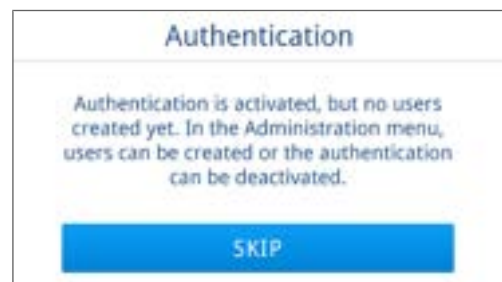 Authentication
Authentication is activated, but no users
created yet. In the Administration menu,
users can be created or the authentication
can be deactivated.
SKIP